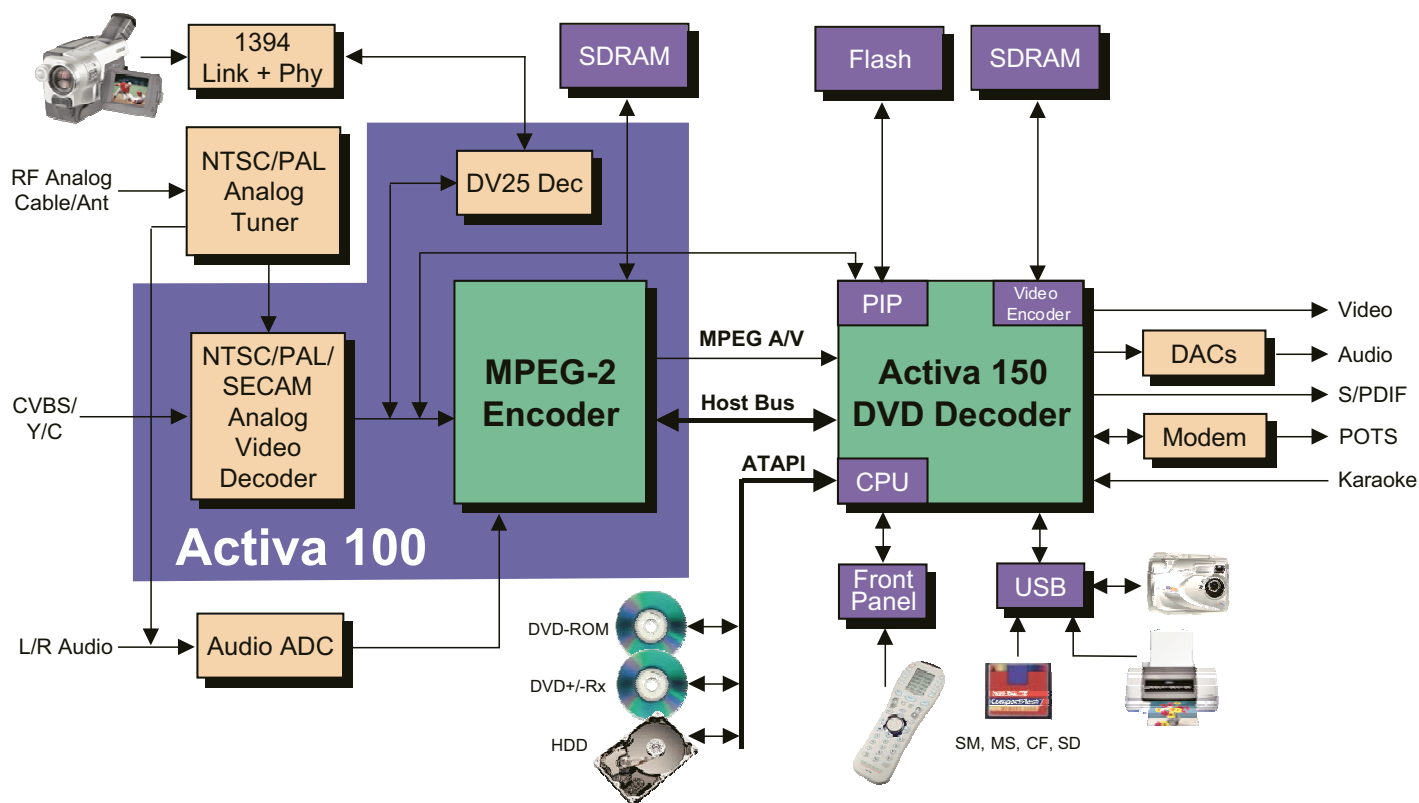 1394
Link + Phy
SDRAM
Flash
SDRAM
NTSC/PAL
Analog
Tuner
RF Analog
Cable/Ant
DV25 Dec
PIP
Video
Encoder
Video
MPEG A/V
MPEG-2
Encoder
Activa 150
DVD Decoder
DACs
Audio
NTSC/PAL/
SECAM
Analog
Video
Decoder
CVBS/
Y/C
Host Bus
S/PDIF
Modem
POTS
ATAPI
CPU
Karaoke
Activa 100
Front
Panel
USB
DVD-ROM
L/R Audio
Audio ADC
DVD+/-Rx
CompactFlash
HDD
SM, MS, CF, SD